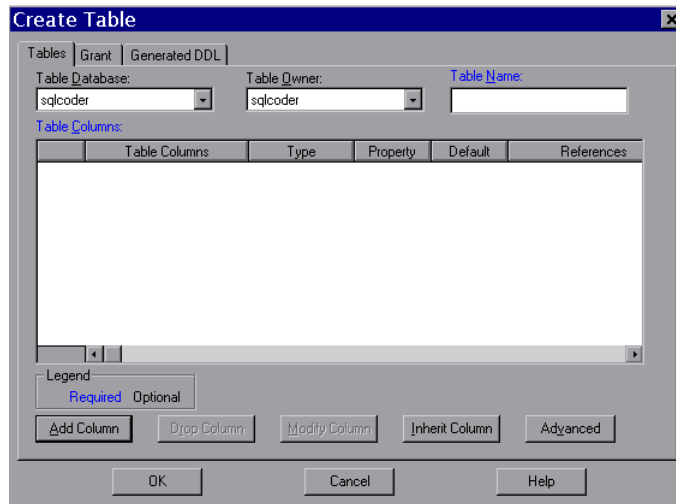 Create Table
Tables Grant Generated DDL
Table Database: Table Owner: Table Name:
sqlcoder sqlcoder
Table Columns:
Table Columns Type Property Default References
Legend
Required Optional
Add Column Drop Column Modify Column Inherit Column Advanced
OK Cancel Help